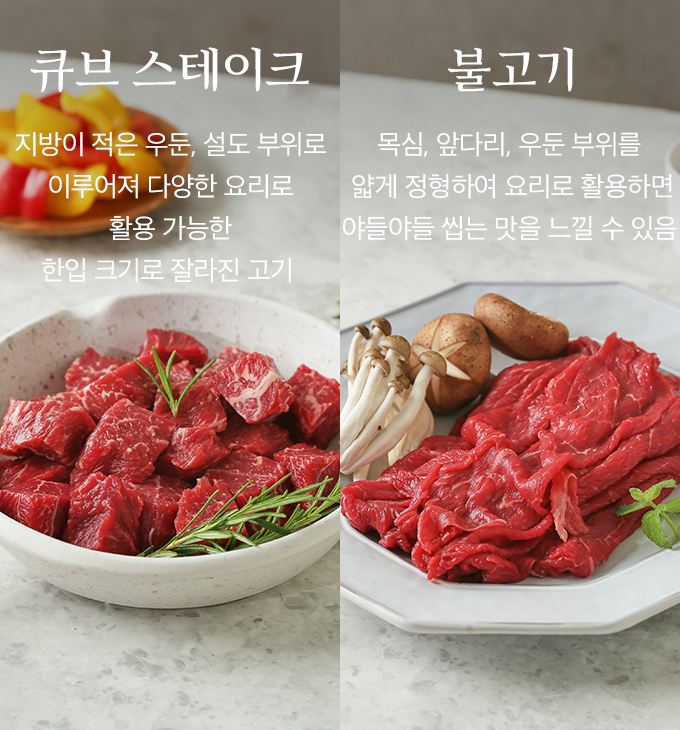 큐브 스테이크
지방이 적은 우둔, 설도 부위로
이루어져 다양한 요리로
활용 가능한
한입 크기로 잘라진 고기
불고기
목심, 앞다리, 우둔 부위를
얇게 정형하여 요리로 활용하면
야들야들 씹는 맛을 느낄 수 있음